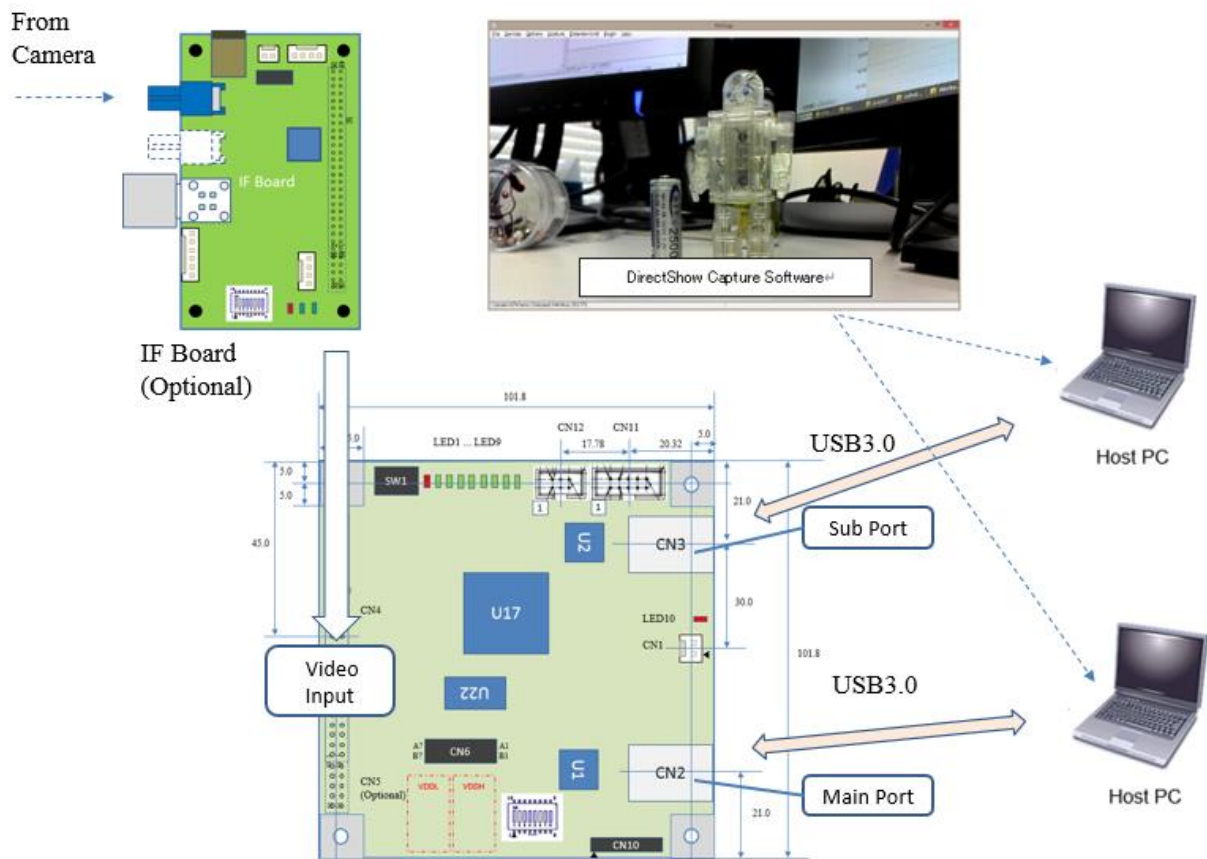 From
Camera
IF Board
IF Board
(Optional)
DirectShow Capture Software
101.8
CN12
CN11
5.0
LED1 ... LED9
17.78
20.32
5.0
5.0
SW1
1
1
21.0
45.0
U2
CN3
USB3.0
Sub Port
Host PC
U17
30.0
CN4
LED10
CN1
101.8
Video
Input
U22
USB3.0
A7
B7
CN6
A1
B1
CN5
(Optional)
VDDL
VDDH
U1
CN2
Main Port
21.0
CN10
Host PC